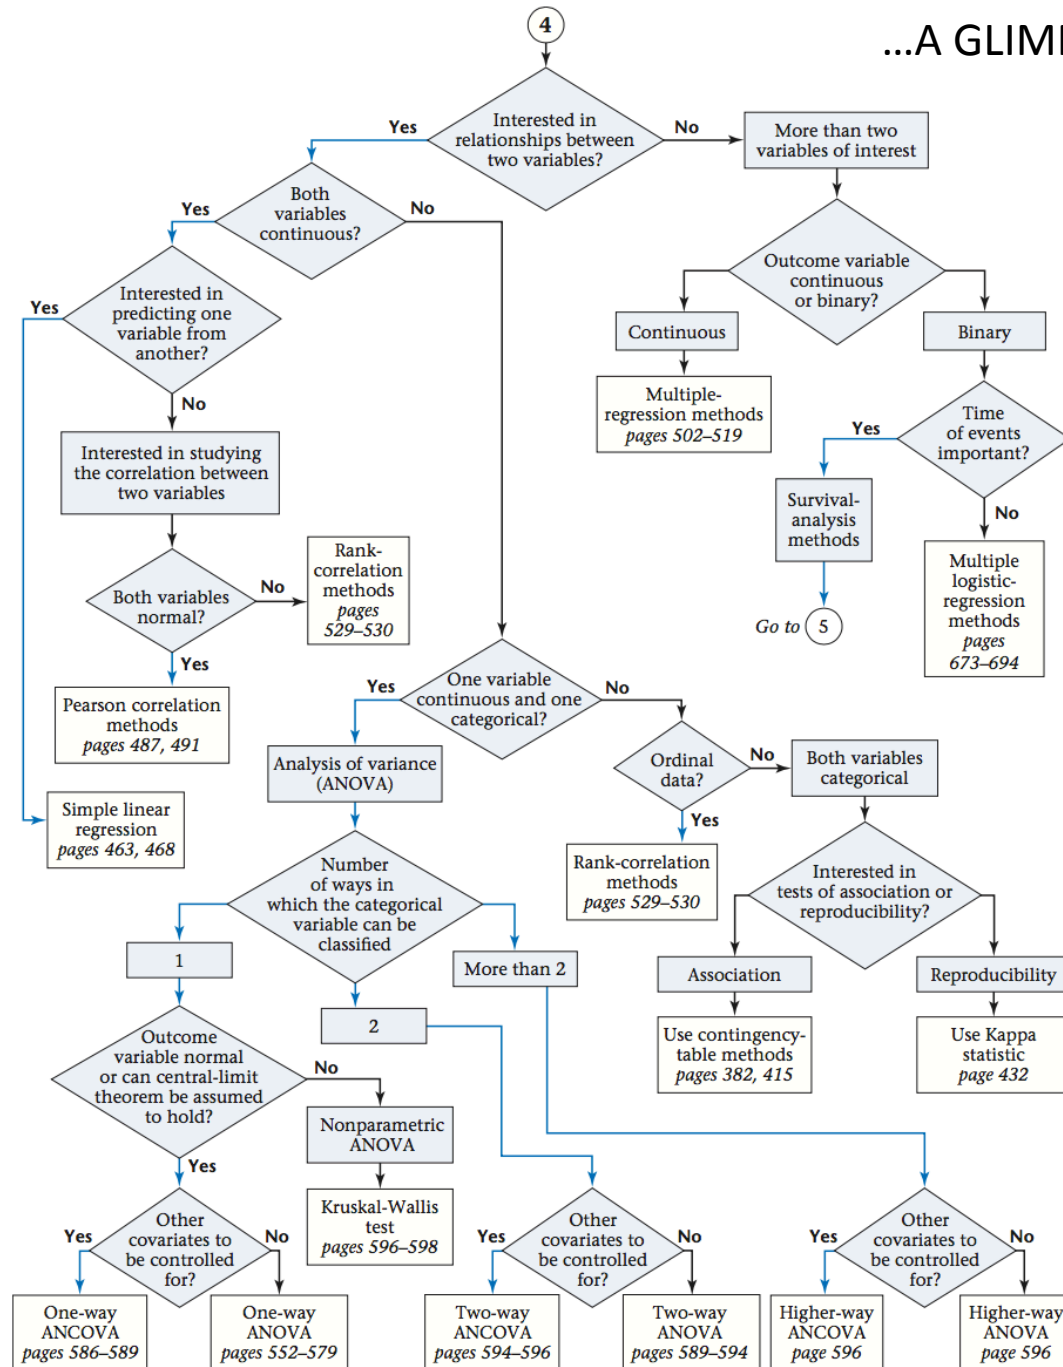 4
...A GLIM
Interested in
relationships between
two variables?
Yes
No
More than two
variables of interest
Both
variables
continuous?
Yes
No
Outcome variable
continuous
or binary?
Interested in
predicting one
variable from
another?
Yes
No
Continuous
Binary
Multiple-
regression methods
pages 502–519
Time
of events
important?
Yes
No
Interested in studying
the correlation between
two variables
Survival-
analysis
methods
Rank-
correlation
methods
pages
529–530
Both variables
normal?
No
Yes
Multiple
logistic-
regression
methods
pages
673–694
Go to 5
Pearson correlation
methods
pages 487, 491
One variable
continuous and one
categorical?
Yes
No
Analysis of variance
(ANOVA)
Ordinal
data?
No
Yes
Both variables
categorical
Simple linear
regression
pages 463, 468
Number
of ways in
which the categorical
variable can be
classified
Rank-correlation
methods
pages 529–530
Interested in
tests of association or
reproducibility?
1
More than 2
2
Association
Reproducibility
Outcome
variable normal
or can central-limit
theorem be assumed
to hold?
No
Yes
Use contingency-
table methods
pages 382, 415
Use Kappa
statistic
page 432
Nonparametric
ANOVA
Kruskal-Wallis
test
pages 596–598
Other
covariates to
be controlled
for?
Yes
No
Other
covariates to
be controlled
for?
Yes
No
Other
covariates to
be controlled
for?
Yes
No
One-way
ANCOVA
pages 586–589
One-way
ANOVA
pages 552–579
Two-way
ANCOVA
pages 594–596
Two-way
ANOVA
pages 589–594
Higher-way
ANCOVA
page 596
Higher-way
ANOVA
page 596